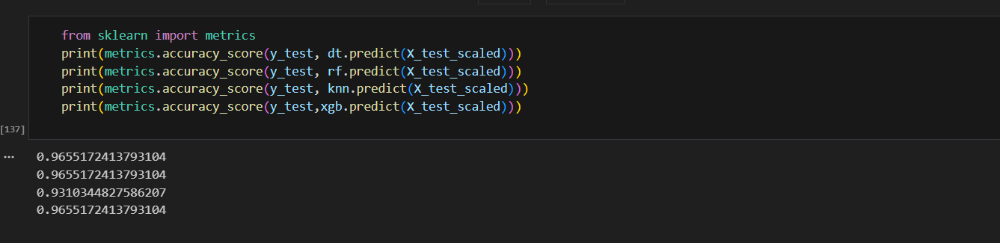 from sklearn import metrics
print(metrics.accuracy_score(y_test, dt.predict(X_test_scaled)))
print(metrics.accuracy_score(y_test, rf.predict(X_test_scaled)))
print(metrics.accuracy_score(y_test, knn.predict(X_test_scaled)))
print(metrics.accuracy_score(y_test,xgb.predict(X_test_scaled)))
[137]
...
0.9655172413793104
0.9655172413793104
0.9310344827586207
0.9655172413793104